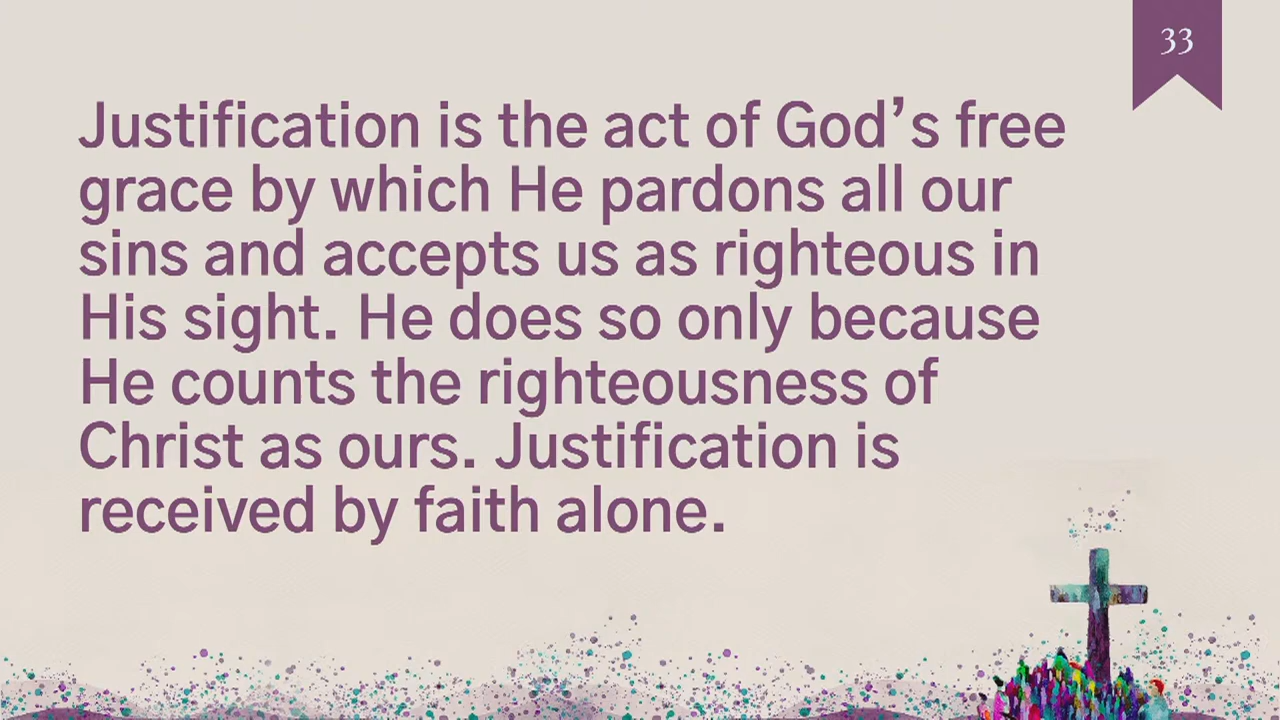 33
Justification is the act of God’s free
grace by which He pardons all our
sins and accepts us as righteous in
His sight. He does so only because
He counts the righteousness of
Christ as ours. Justification is
received by faith alone.